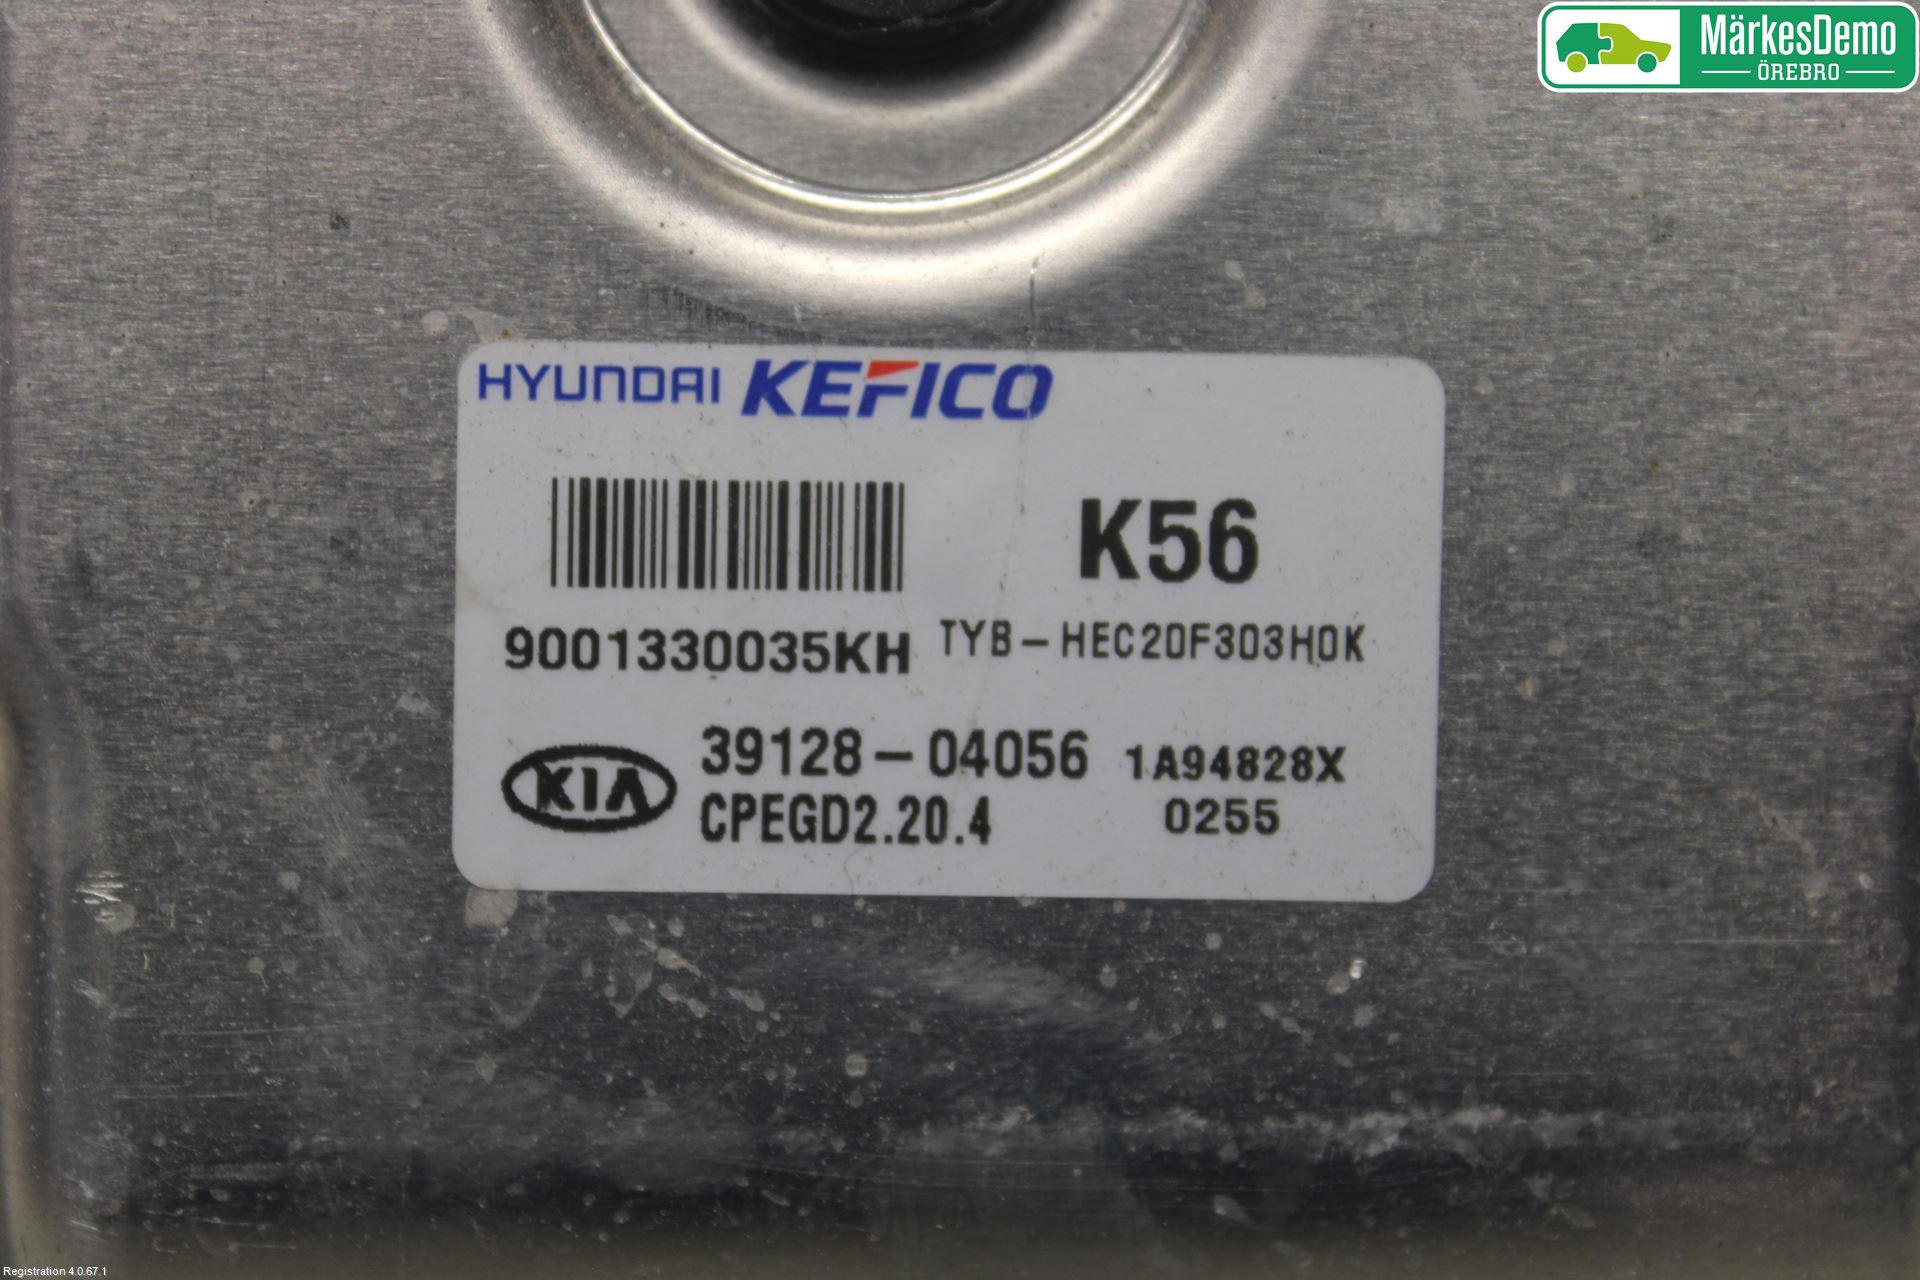 MärkesDemo
ÖREBRO
HYUNDAI KEFICO
K56
9001330035KH TYB-HEC20F303H0K
KIA
39128-04056 1A94828X
CPEGD2.20.4 0255
Registration 4.0.67.1